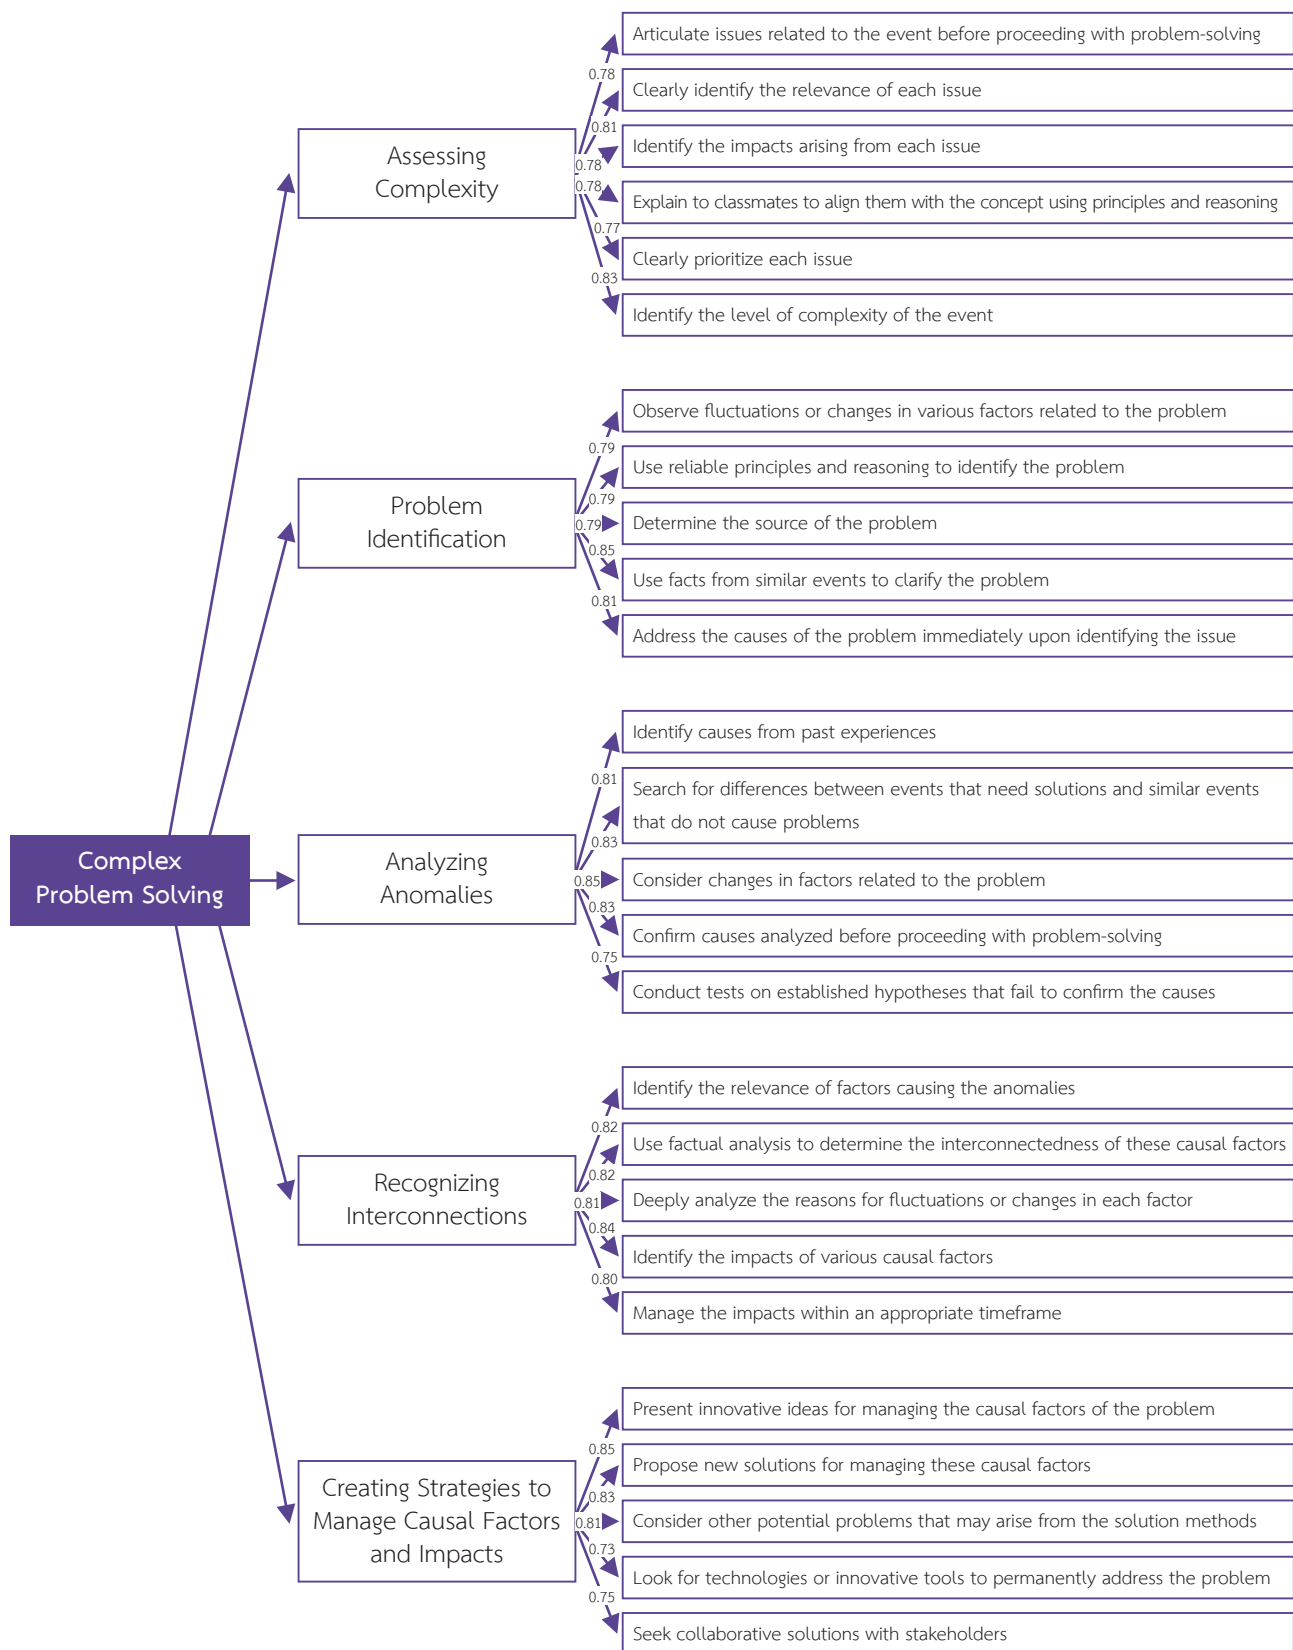 Articulate issues related to the event before proceeding with problem-solving
0.78
Clearly identify the relevance of each issue
0.81
Assessing
Complexity
Identify the impacts arising from each issue
0.78
0.78
Explain to classmates to align them with the concept using principles and reasoning
0.77
Clearly prioritize each issue
0.83
Identify the level of complexity of the event
Observe fluctuations or changes in various factors related to the problem
0.79
Use reliable principles and reasoning to identify the problem
0.79
Problem
Identification
0.79
Determine the source of the problem
0.85
Use facts from similar events to clarify the problem
0.81
Address the causes of the problem immediately upon identifying the issue
Identify causes from past experiences
0.81
Search for differences between events that need solutions and similar events
that do not cause problems
0.83
Complex
Problem Solving
Analyzing
Anomalies
0.85
Consider changes in factors related to the problem
0.83
Confirm causes analyzed before proceeding with problem-solving
0.75
Conduct tests on established hypotheses that fail to confirm the causes
Identify the relevance of factors causing the anomalies
0.82
Use factual analysis to determine the interconnectedness of these causal factors
0.82
Recognizing
Interconnections
0.81
Deeply analyze the reasons for fluctuations or changes in each factor
0.84
Identify the impacts of various causal factors
0.80
Manage the impacts within an appropriate timeframe
Present innovative ideas for managing the causal factors of the problem
0.85
Propose new solutions for managing these causal factors
0.83
Creating Strategies to
Manage Causal Factors
and Impacts
0.81
Consider other potential problems that may arise from the solution methods
0.73
Look for technologies or innovative tools to permanently address the problem
0.75
Seek collaborative solutions with stakeholders